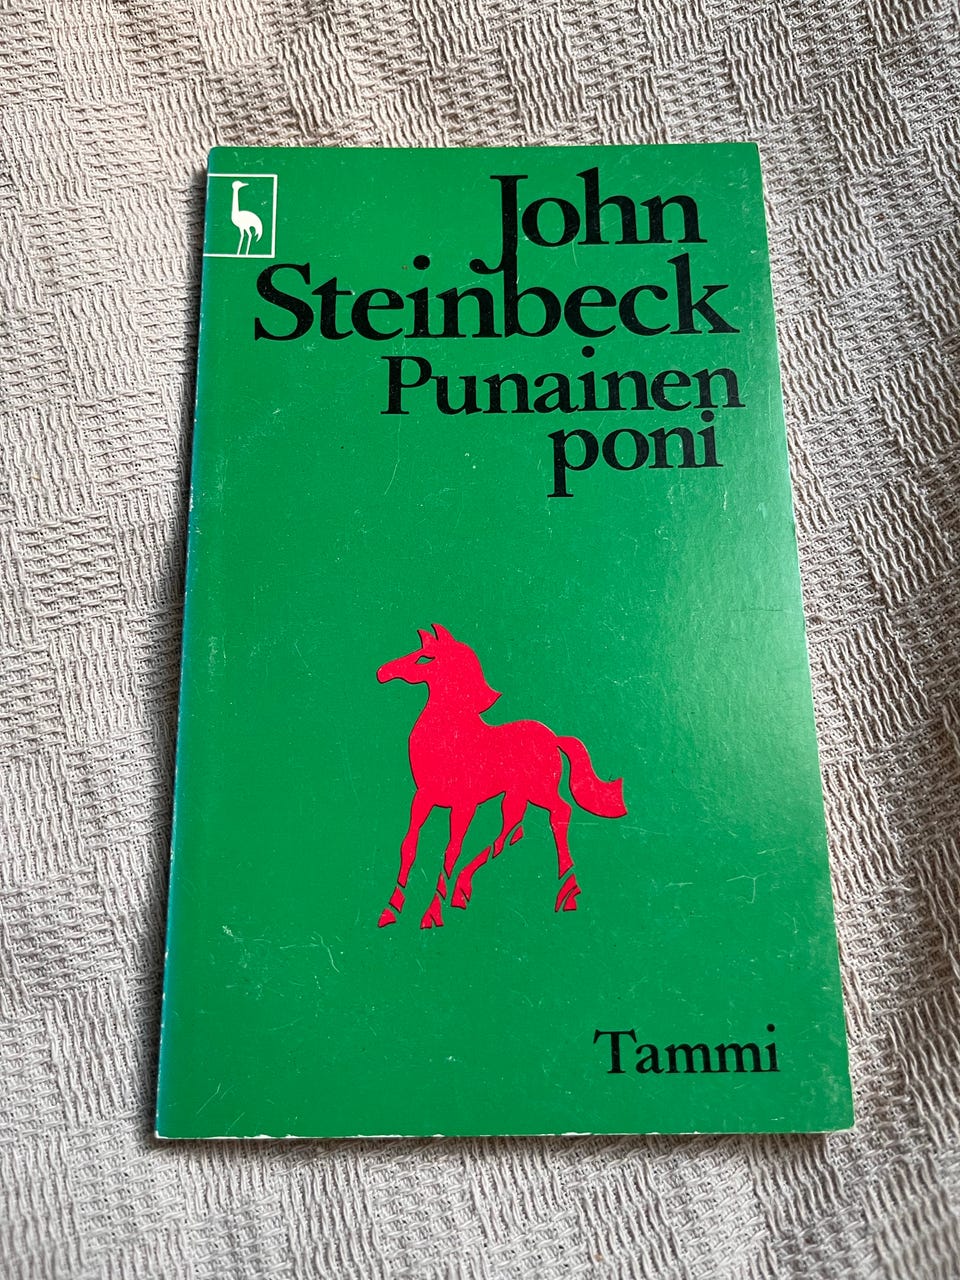 John
Steinbeck
Punainen
poni
Tammi